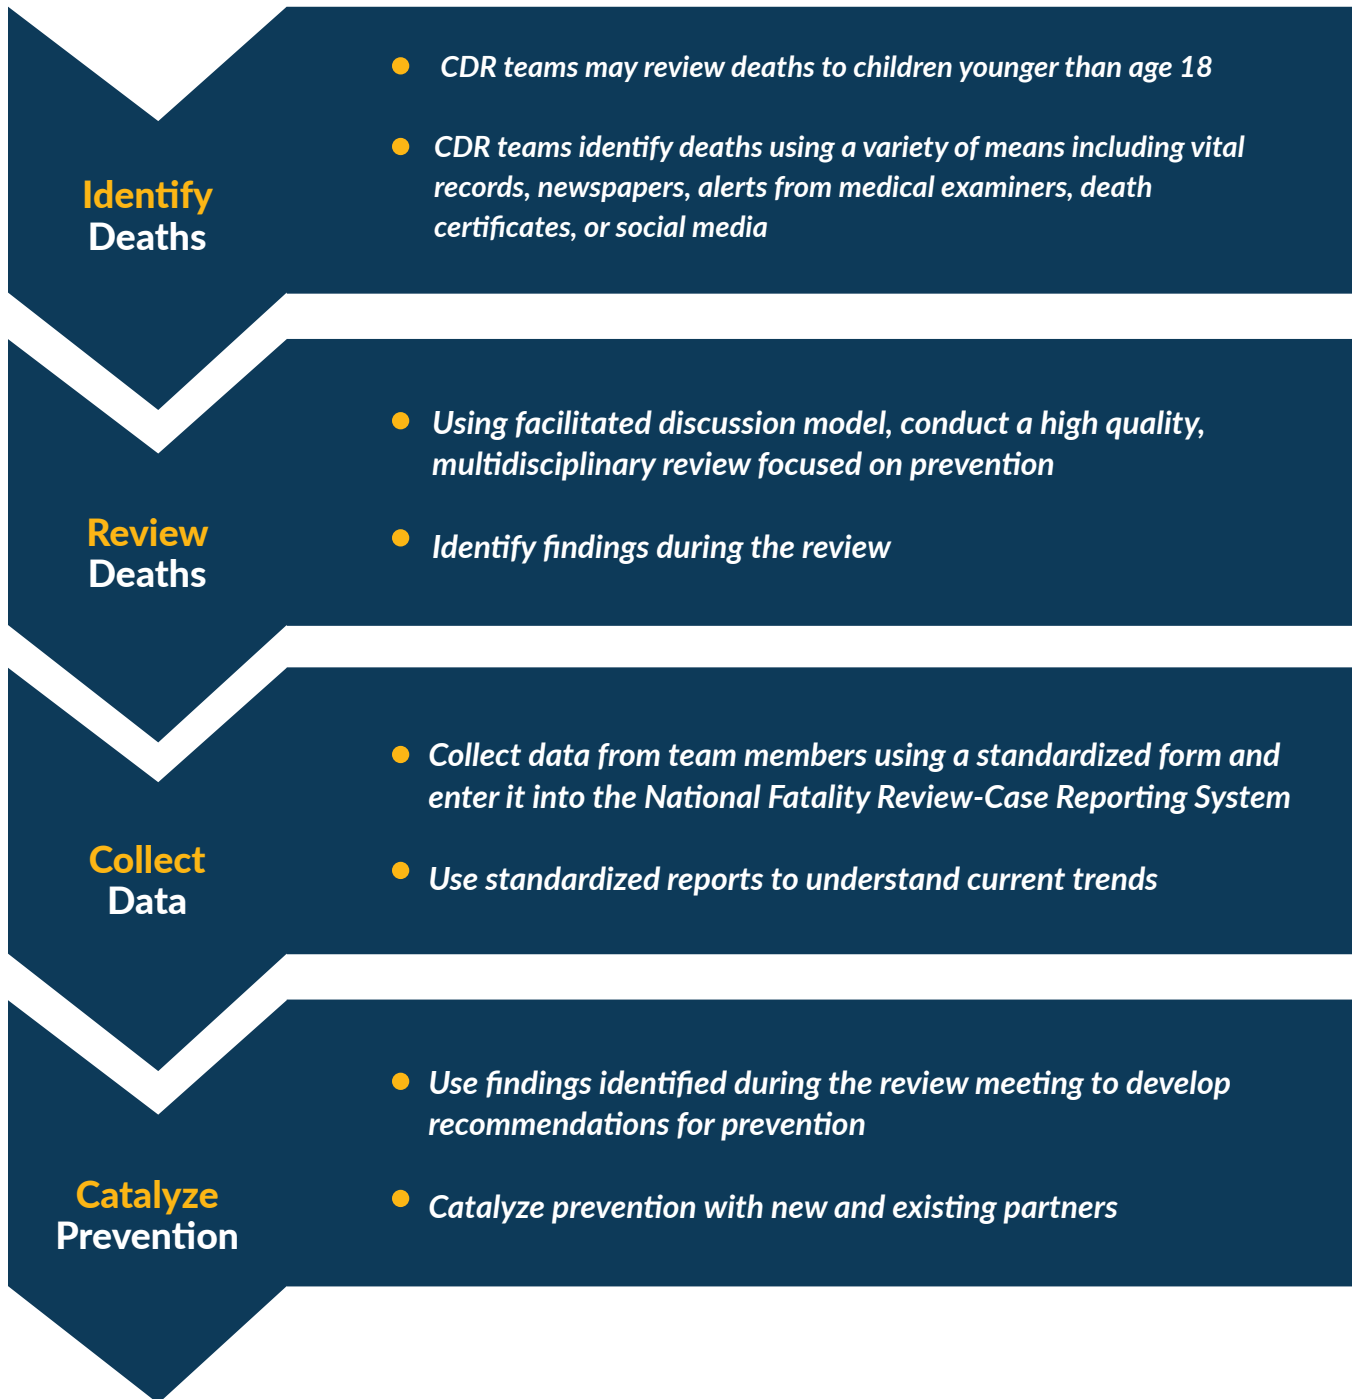 Identify
Deaths
CDR teams may review deaths to children younger than age 18
CDR teams identify deaths using a variety of means including vital
records, newspapers, alerts from medical examiners, death
certificates, or social media
Review
Deaths
Using facilitated discussion model, conduct a high quality,
multidisciplinary review focused on prevention
Identify findings during the review
Collect
Data
Collect data from team members using a standardized form and
enter it into the National Fatality Review-Case Reporting System
Use standardized reports to understand current trends
Catalyze
Prevention
Use findings identified during the review meeting to develop
recommendations for prevention
Catalyze prevention with new and existing partners